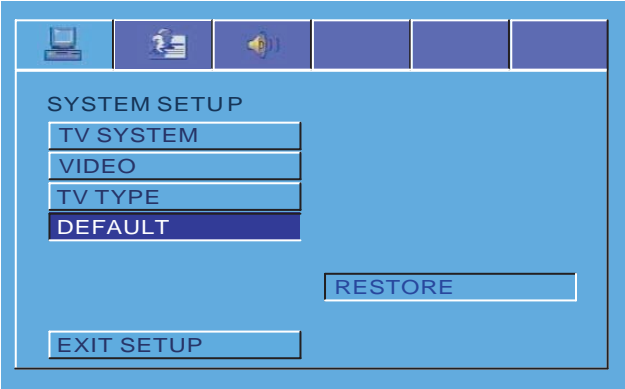 SYSTEM SETUP
TV SYSTEM
VIDEO
TV TYPE
DEFAULT
RESTORE
EXIT SETUP